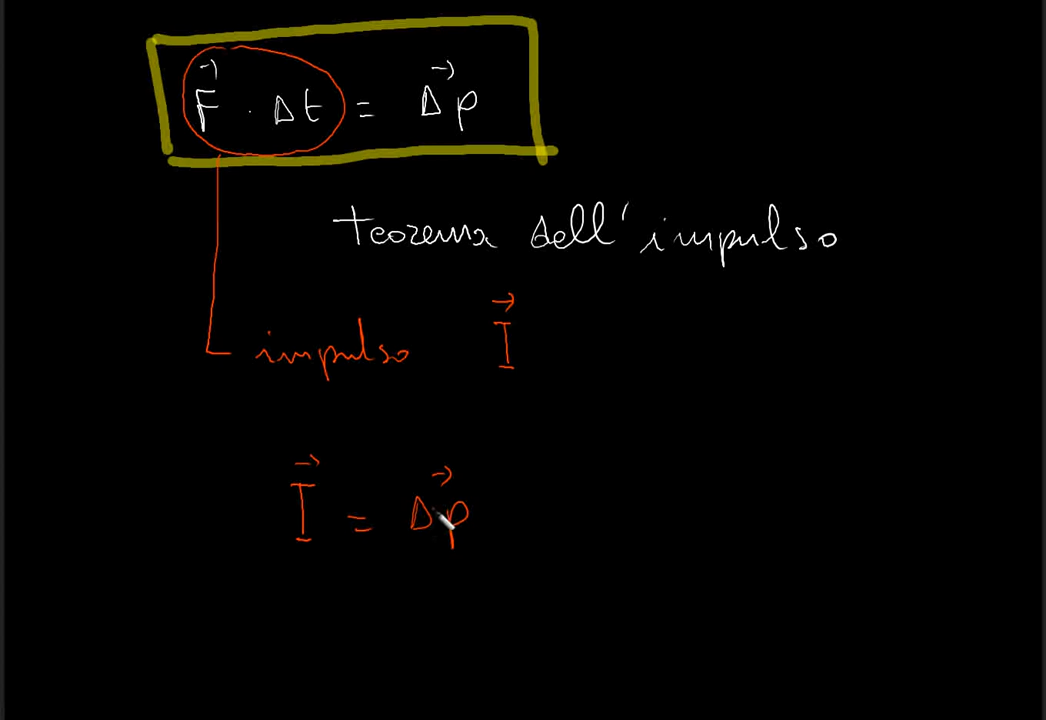 F⃗ · Δt = Δp⃗
teorema dell'impulso
impulso I⃗
I⃗ = Δp⃗